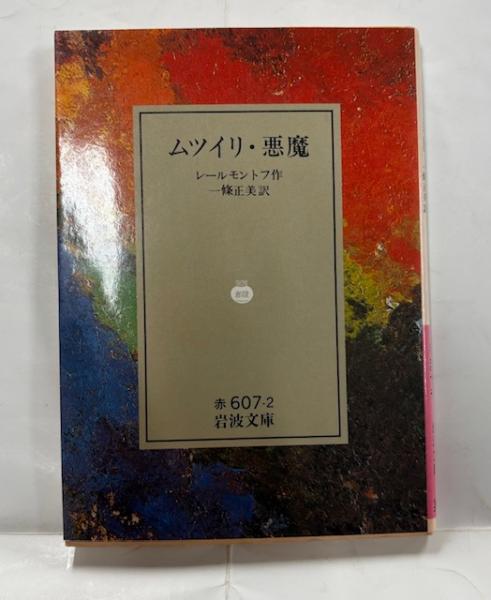 ムツイリ・悪魔
レールモントフ作
一條正美訳
赤 607-2
岩波文庫